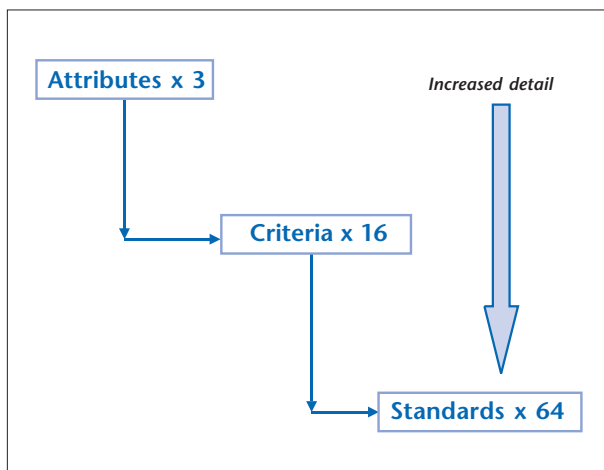 Attributes x 3
Increased detail
Criteria x 16
Standards x 64